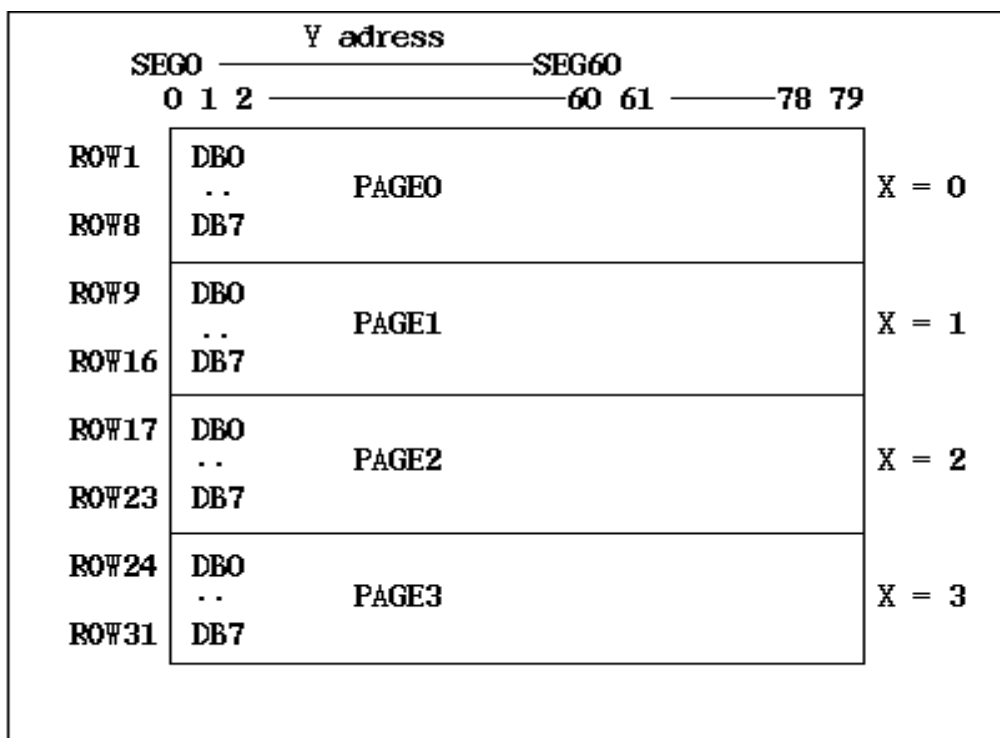 Y adress
SEG0 SEG60
0 1 2 60 61 78 79
ROW1 DB0
.. PAGE0 X = 0
ROW8 DB7
ROW9 DB0
.. PAGE1 X = 1
ROW16 DB7
ROW17 DB0
.. PAGE2 X = 2
ROW23 DB7
ROW24 DB0
.. PAGE3 X = 3
ROW31 DB7